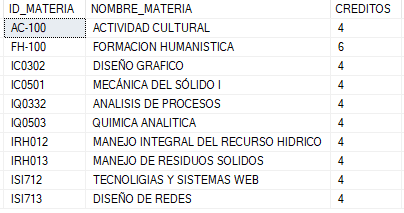 ID_MATERIA NOMBRE_MATERIA CREDITOS
AC-100 ACTIVIDAD CULTURAL 4
FH-100 FORMACION HUMANISTICA 6
IC0302 DISEÑO GRAFICO 4
IC0501 MECÁNICA DEL SÓLIDO I 4
IQ0332 ANALISIS DE PROCESOS 4
IQ0503 QUIMICA ANALITICA 4
IRH012 MANEJO INTEGRAL DEL RECURSO HIDRICO 4
IRH013 MANEJO DE RESIDUOS SOLIDOS 4
ISI712 TECNOLIGIAS Y SISTEMAS WEB 4
ISI713 DISEÑO DE REDES 4